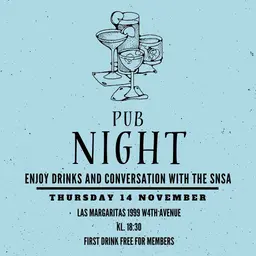 PUB
NIGHT
ENJOY DRINKS AND CONVERSATION WITH THE SNSA
THURSDAY 14 NOVEMBER
LAS MARGARITAS 1999 W4TH AVENUE
KL. 18:30
FIRST DRINK FREE FOR MEMBERS